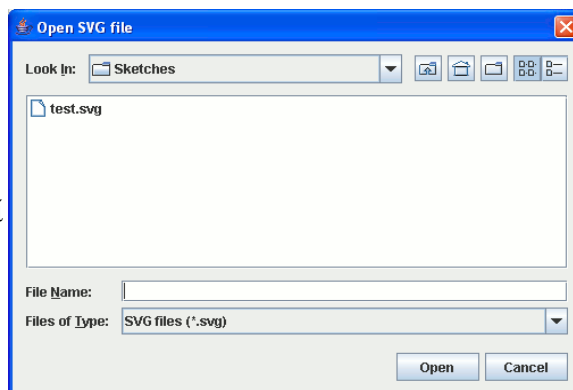 Open SVG file
Look In: Sketches
test.svg
File Name:
Files of Type: SVG files (*.svg)
Open Cancel